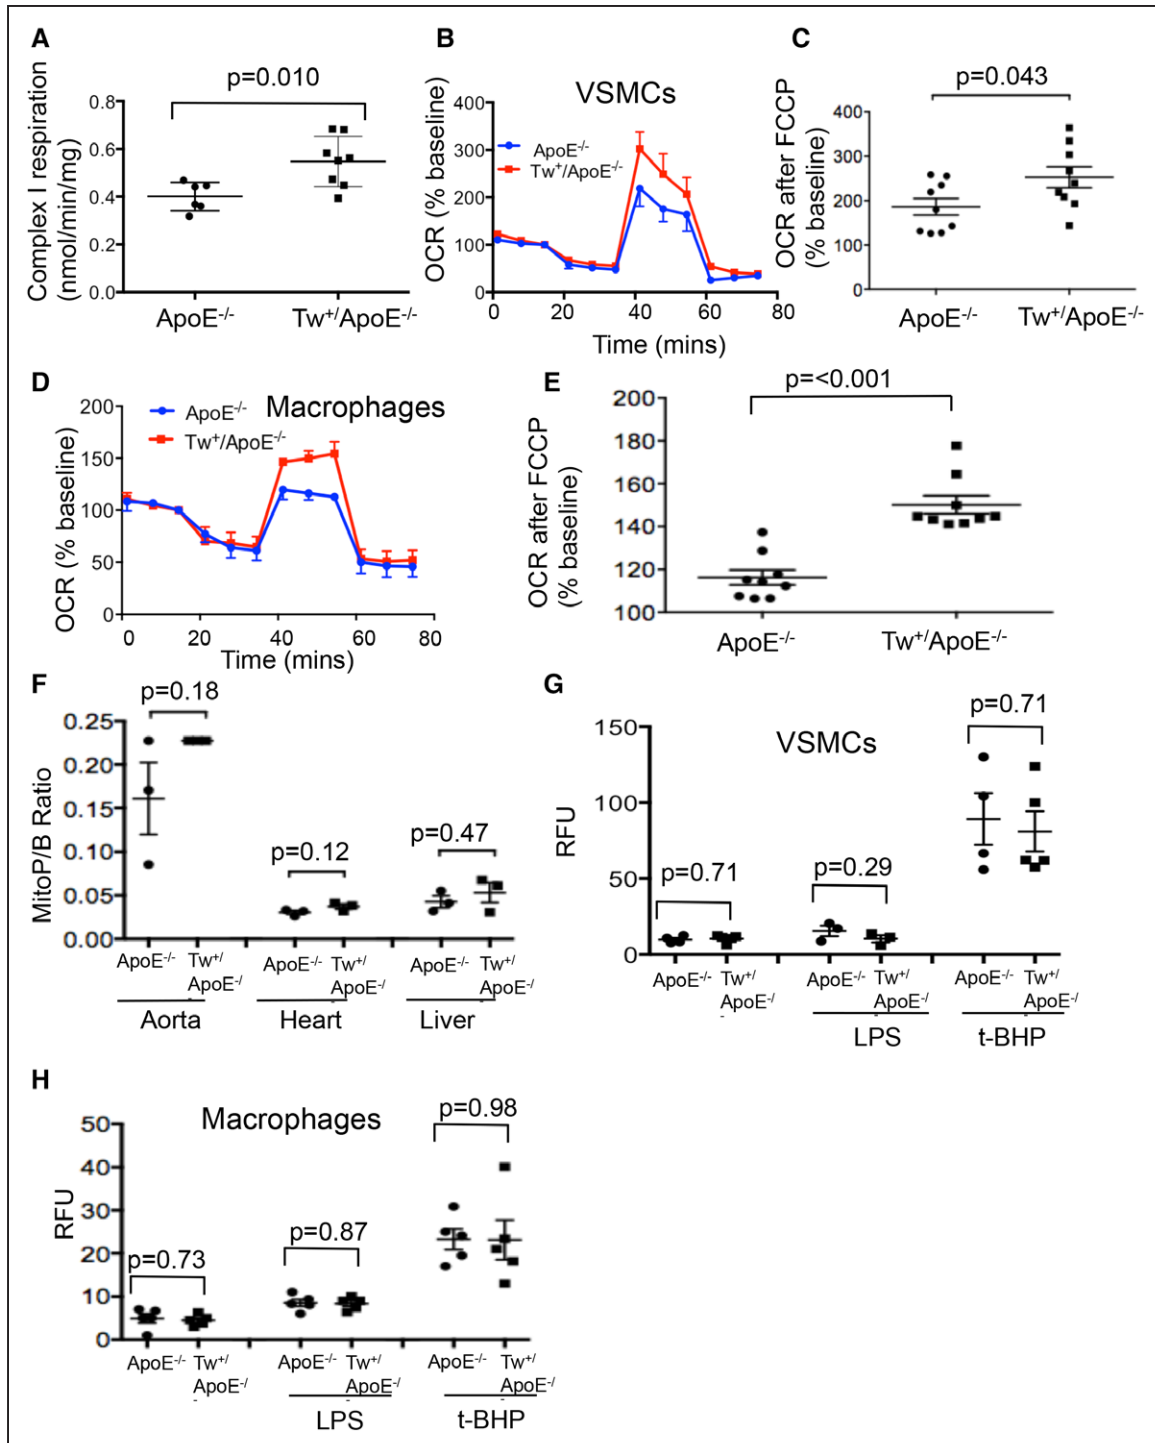 A
p=0.010
Complex I respiration
(nmol/min/mg)
0.8
0.6
0.4
0.2
0.0
ApoE-/-
Tw+/ApoE-/-
B
VSMCs
OCR (% baseline)
400
300
200
100
0
ApoE-/-
Tw+/ApoE-/-
0 20 40 60 80
Time (mins)
C
p=0.043
OCR after FCCP
(% baseline)
400
300
200
100
0
ApoE-/-
Tw+/ApoE-/-
D
Macrophages
OCR (% baseline)
200
150
100
50
0
ApoE-/-
Tw+/ApoE-/-
0 20 40 60 80
Time (mins)
E
p=<0.001
OCR after FCCP
(% baseline)
200
180
160
140
120
100
ApoE-/-
Tw+/ApoE-/-
F
p=0.18
p=0.12
p=0.47
MitoP/B Ratio
0.25
0.20
0.15
0.10
0.05
0.00
ApoE-/- Tw+/ ApoE-/- Tw+/ ApoE-/- Tw+/
ApoE-/ ApoE-/ ApoE-/
Aorta Heart Liver
G
VSMCs
p=0.71
p=0.29
p=0.71
RFU
150
100
50
0
ApoE-/- Tw+/ ApoE-/- Tw+/ ApoE-/- Tw+/
ApoE-/- ApoE-/- ApoE-/-
LPS t-BHP
H
Macrophages
p=0.73
p=0.87
p=0.98
RFU
50
40
30
20
10
0
ApoE-/- Tw+/ ApoE-/- Tw+/ ApoE-/- Tw+/
ApoE-/- ApoE-/- ApoE-/-
LPS t-BHP